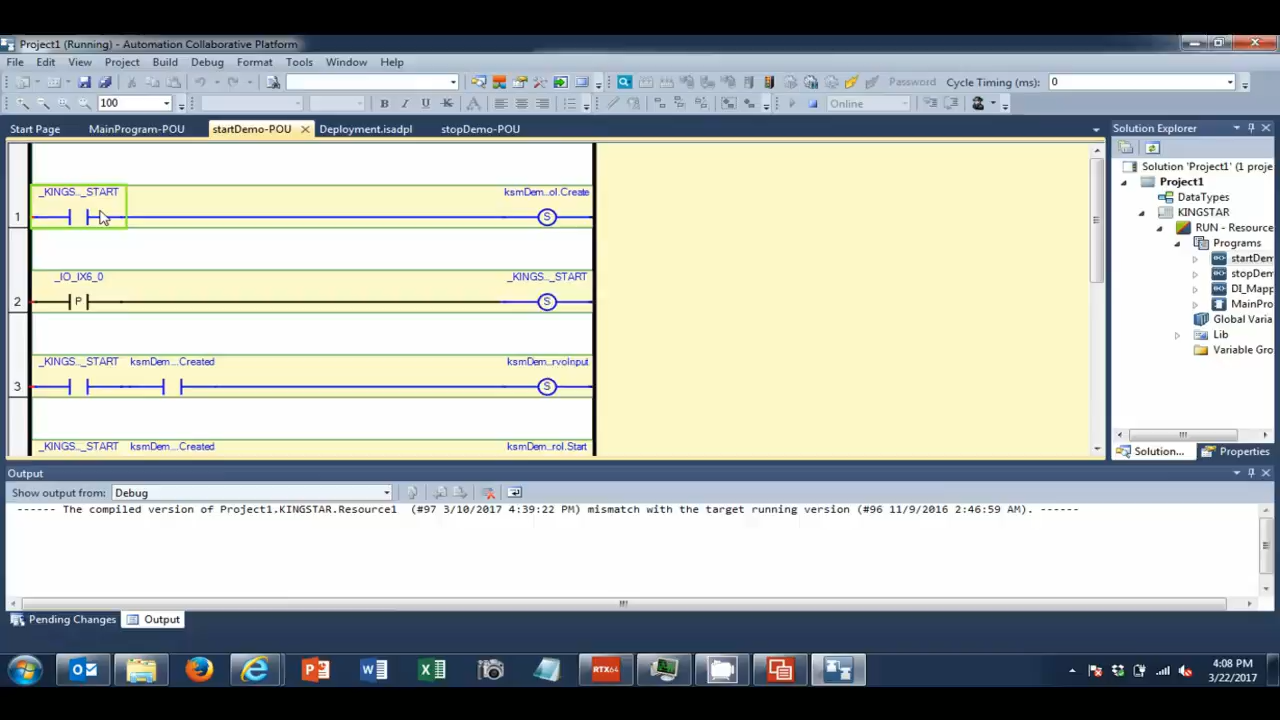 Project1 (Running) - Automation Collaborative Platform
File Edit View Project Build Debug Format Tools Window Help
Password Cycle Timing (ms): 0
100 B I U Online
Start Page MainProgram-POU startDemo-POU Deployment.isadpl stopDemo-POU
_KINGS.._START ksmDem...ol.Create
1 S
_IO_IX6_0 _KINGS.._START
2 P S
_KINGS.._START ksmDem...Created ksmDem...rvoInput
3 S
_KINGS.._START ksmDem...Created ksmDem...rol.Start
Solution Explorer
Solution 'Project1' (1 proje
Project1
DataTypes
KINGSTAR
RUN - Resource
Programs
startDem
stopDem
DI_Mapp
MainPro
Global Varia
Lib
Variable Gro
Solution... Properties
Output
Show output from: Debug
------ The compiled version of Project1.KINGSTAR.Resource1 (#97 3/10/2017 4:39:22 PM) mismatch with the target running version (#96 11/9/2016 2:46:59 AM). ------
Pending Changes Output
RTX64
4:08 PM
3/22/2017